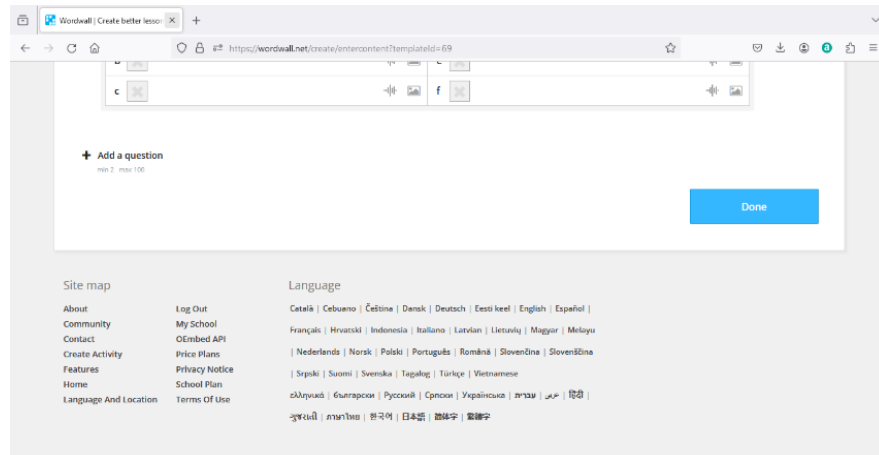 Wordwall | Create better lesson
https://wordwall.net/create/entercontent?templateId=69
c
f
Add a question
min 2 max 100
Done
Site map
About
Community
Contact
Create Activity
Features
Home
Language And Location
Log Out
My School
OEmbed API
Price Plans
Privacy Notice
School Plan
Terms Of Use
Language
Català | Cebuano | Čeština | Dansk | Deutsch | Eesti keel | English | Español |
Français | Hrvatski | Indonesia | Italiano | Latvian | Lietuvių | Magyar | Melayu
| Nederlands | Norsk | Polski | Português | Română | Slovenčina | Slovenščina
| Srpski | Suomi | Svenska | Tagalog | Türkçe | Vietnamese
ελληνικά | български | Русский | Српски | Українська | עברית | عربى | हिंदी |
ગુજરાતી | ภาษาไทย | 한국어 | 日本語 | 简体字 | 繁體字